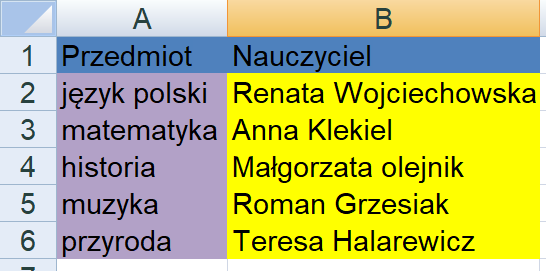 A B
1 Przedmiot Nauczyciel
2 język polski Renata Wojciechowska
3 matematyka Anna Klekiel
4 historia Małgorzata olejnik
5 muzyka Roman Grzesiak
6 przyroda Teresa Halarewicz